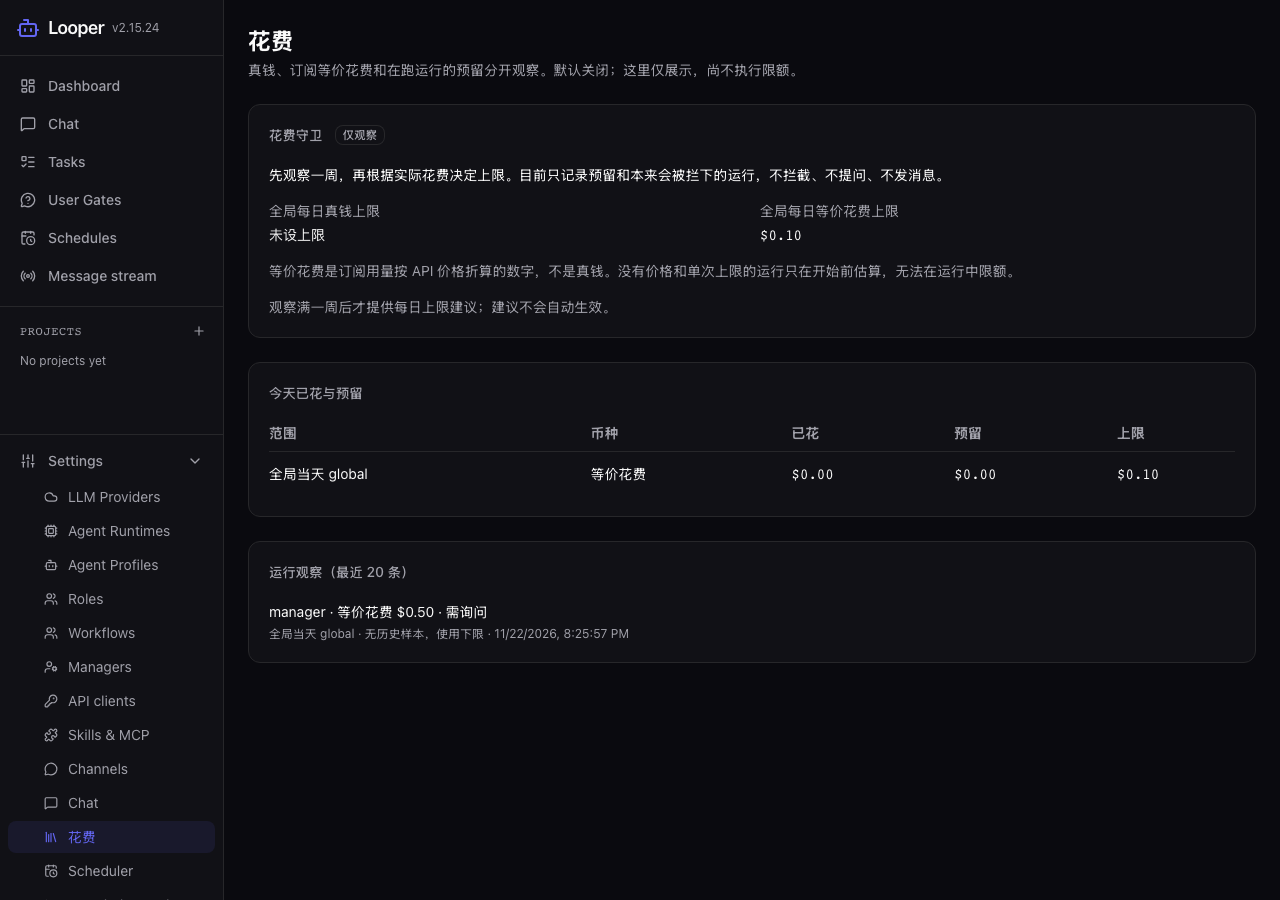 Looper v2.15.24
Dashboard
Chat
Tasks
User Gates
Schedules
Message stream
PROJECTS
No projects yet
Settings
LLM Providers
Agent Runtimes
Agent Profiles
Roles
Workflows
Managers
API clients
Skills & MCP
Channels
Chat
花费
Scheduler
花费
真钱、订阅等价花费和在跑运行的预留分开观察。默认关闭；这里仅展示，尚不执行限额。
花费守卫 仅观察
先观察一周，再根据实际花费决定上限。目前只记录预留和本来会被拦下的运行，不拦截、不提问、不发消息。
全局每日真钱上限 全局每日等价花费上限
未设上限 $0.10
等价花费是订阅用量按 API 价格折算的数字，不是真钱。没有价格和单次上限的运行只在开始前估算，无法在运行中限额。
观察满一周后才提供每日上限建议；建议不会自动生效。
今天已花与预留
范围 币种 已花 预留 上限
全局当天 global 等价花费 $0.00 $0.00 $0.10
运行观察（最近 20 条）
manager · 等价花费 $0.50 · 需询问
全局当天 global · 无历史样本，使用下限 · 11/22/2026, 8:25:57 PM